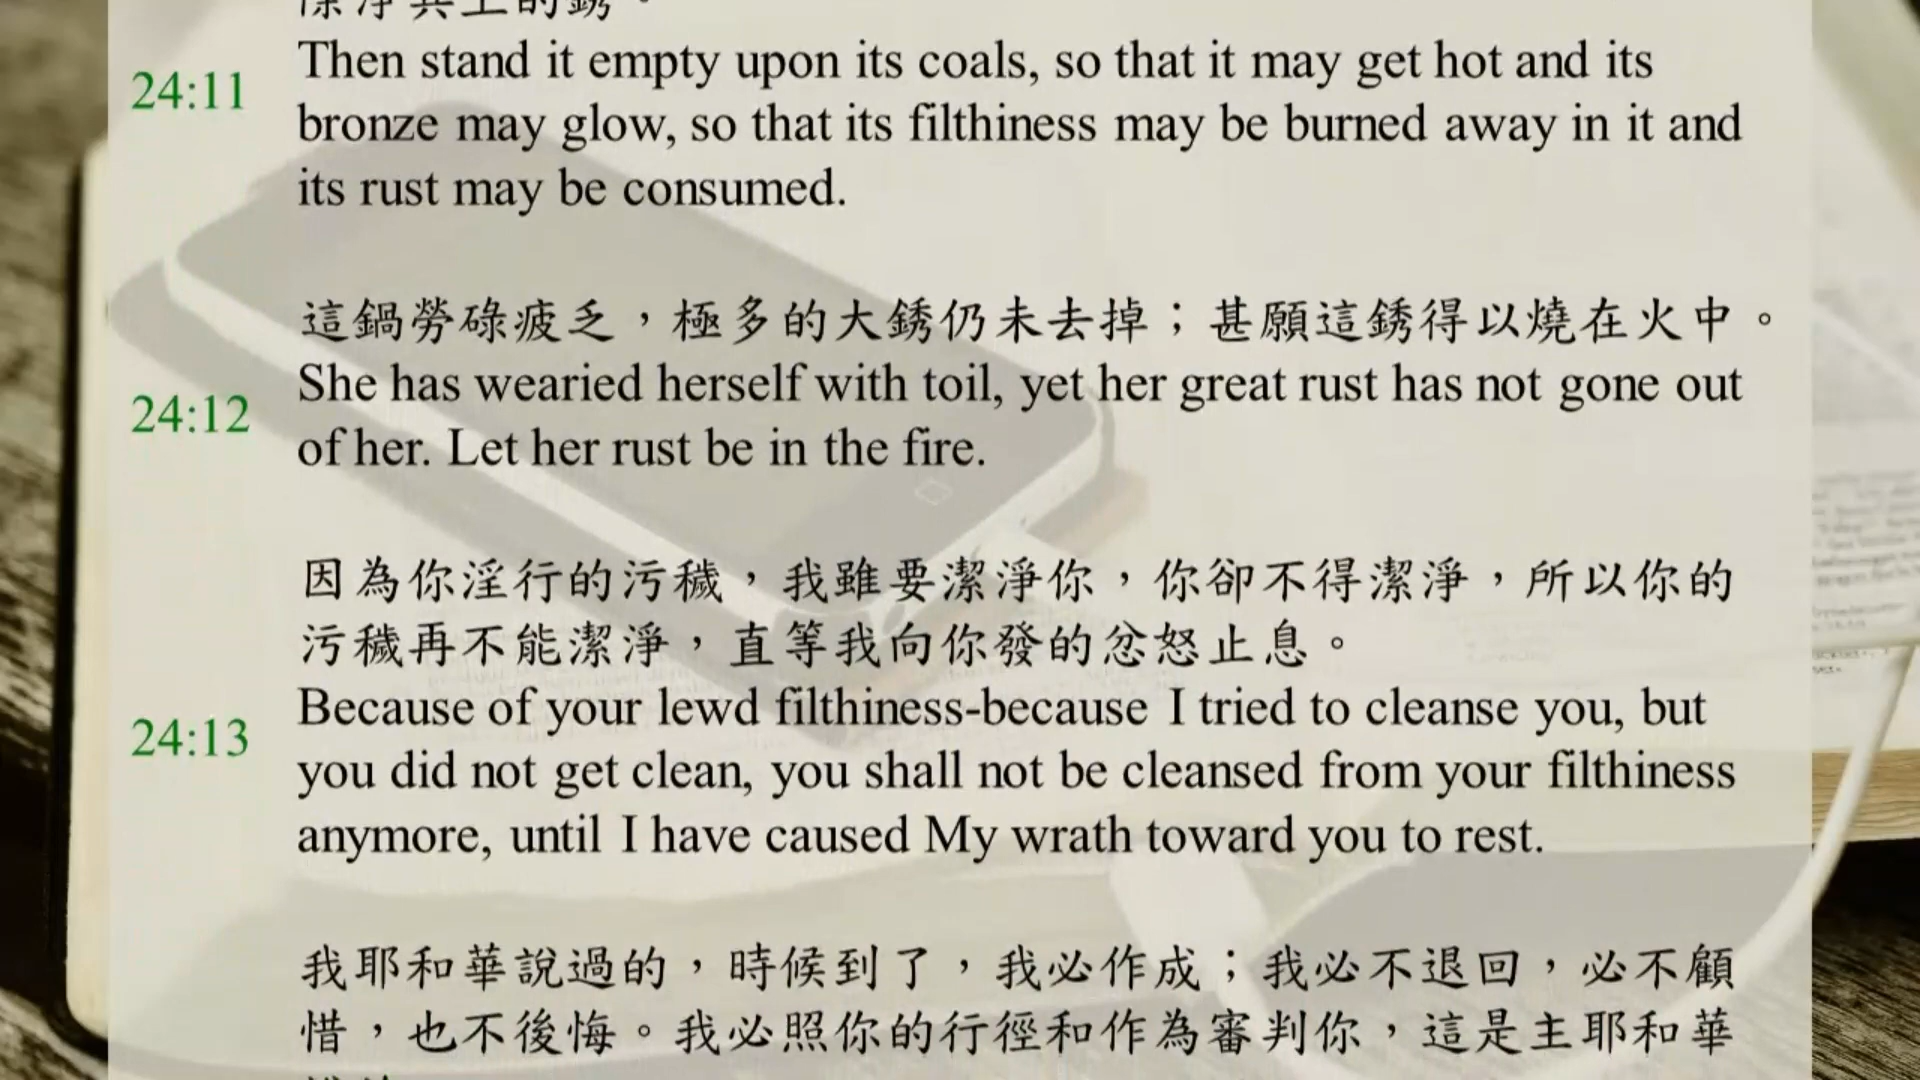 除淨其上的銹。
24:11
Then stand it empty upon its coals, so that it may get hot and its
bronze may glow, so that its filthiness may be burned away in it and
its rust may be consumed.
這鍋勞碌疲乏，極多的大銹仍未去掉；甚願這銹得以燒在火中。
24:12
She has wearied herself with toil, yet her great rust has not gone out
of her. Let her rust be in the fire.
因為你淫行的污穢，我雖要潔淨你，你卻不得潔淨，所以你的
污穢再不能潔淨，直等我向你發的忿怒止息。
24:13
Because of your lewd filthiness-because I tried to cleanse you, but
you did not get clean, you shall not be cleansed from your filthiness
anymore, until I have caused My wrath toward you to rest.
我耶和華說過的，時候到了，我必作成；我必不退回，必不顧
惜，也不後悔。我必照你的行徑和作為審判你，這是主耶和華